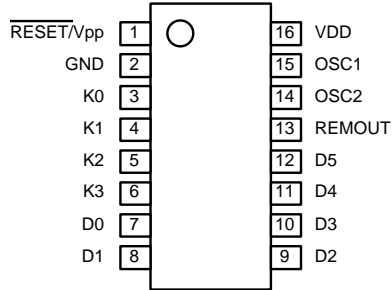 RESET/Vpp 1 16 VDD
GND 2 15 OSC1
K0 3 14 OSC2
K1 4 13 REMOUT
K2 5 12 D5
K3 6 11 D4
D0 7 10 D3
D1 8 9 D2